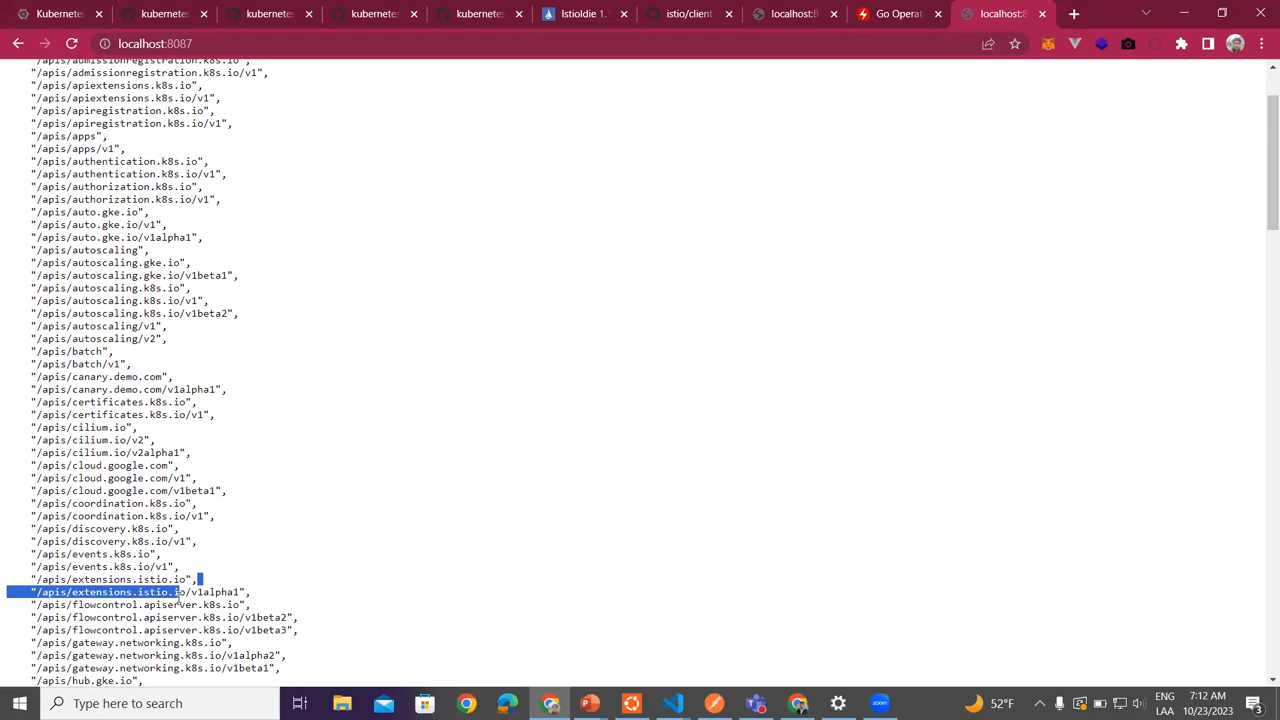 kubernetes
kubernetes
kubernetes
kubernetes
kubernetes
Istioldie 1.1
istio/client
localhost:8
Go Operat
localhost:8
localhost:8087
"/apis/admissionregistration.k8s.io",
"/apis/admissionregistration.k8s.io/v1",
"/apis/apiextensions.k8s.io",
"/apis/apiextensions.k8s.io/v1",
"/apis/apiregistration.k8s.io",
"/apis/apiregistration.k8s.io/v1",
"/apis/apps",
"/apis/apps/v1",
"/apis/authentication.k8s.io",
"/apis/authentication.k8s.io/v1",
"/apis/authorization.k8s.io",
"/apis/authorization.k8s.io/v1",
"/apis/auto.gke.io",
"/apis/auto.gke.io/v1",
"/apis/auto.gke.io/v1alpha1",
"/apis/autoscaling",
"/apis/autoscaling.gke.io",
"/apis/autoscaling.gke.io/v1beta1",
"/apis/autoscaling.k8s.io",
"/apis/autoscaling.k8s.io/v1",
"/apis/autoscaling.k8s.io/v1beta2",
"/apis/autoscaling/v1",
"/apis/autoscaling/v2",
"/apis/batch",
"/apis/batch/v1",
"/apis/canary.demo.com",
"/apis/canary.demo.com/v1alpha1",
"/apis/certificates.k8s.io",
"/apis/certificates.k8s.io/v1",
"/apis/cilium.io",
"/apis/cilium.io/v2",
"/apis/cilium.io/v2alpha1",
"/apis/cloud.google.com",
"/apis/cloud.google.com/v1",
"/apis/cloud.google.com/v1beta1",
"/apis/coordination.k8s.io",
"/apis/coordination.k8s.io/v1",
"/apis/discovery.k8s.io",
"/apis/discovery.k8s.io/v1",
"/apis/events.k8s.io",
"/apis/events.k8s.io/v1",
"/apis/extensions.istio.io",
"/apis/extensions.istio.io/v1alpha1",
"/apis/flowcontrol.apiserver.k8s.io",
"/apis/flowcontrol.apiserver.k8s.io/v1beta2",
"/apis/flowcontrol.apiserver.k8s.io/v1beta3",
"/apis/gateway.networking.k8s.io",
"/apis/gateway.networking.k8s.io/v1alpha2",
"/apis/gateway.networking.k8s.io/v1beta1",
"/apis/hub.gke.io",
Type here to search
52°F
ENG
LAA
7:12 AM
10/23/2023
3